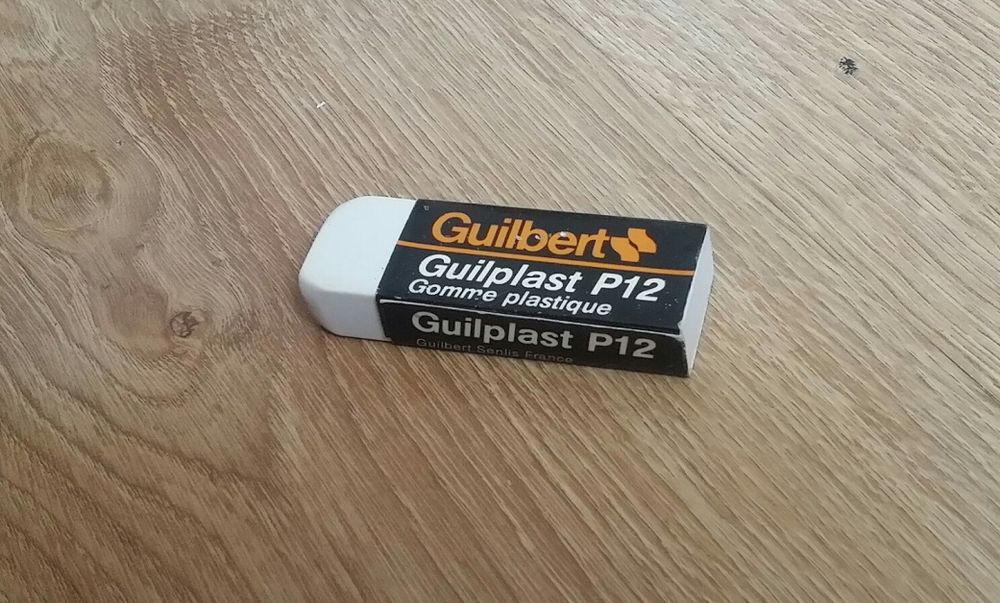 Guilbert
Guilplast P12
Gomme plastique
Guilplast P12
Guilbert Senlis France